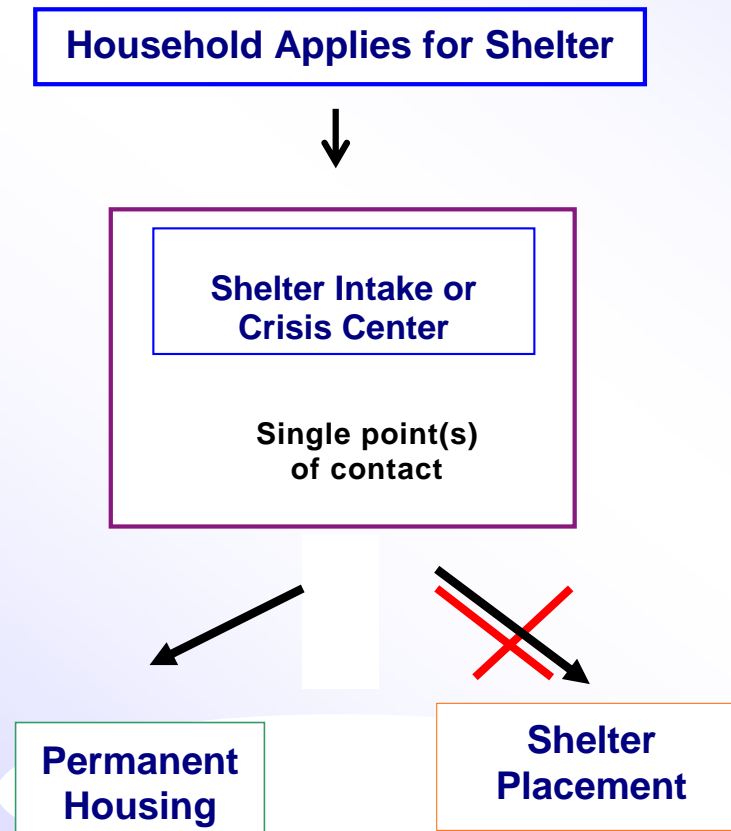 Household Applies for Shelter
Shelter Intake or
Crisis Center
Single point(s)
of contact
Permanent
Housing
Shelter
Placement